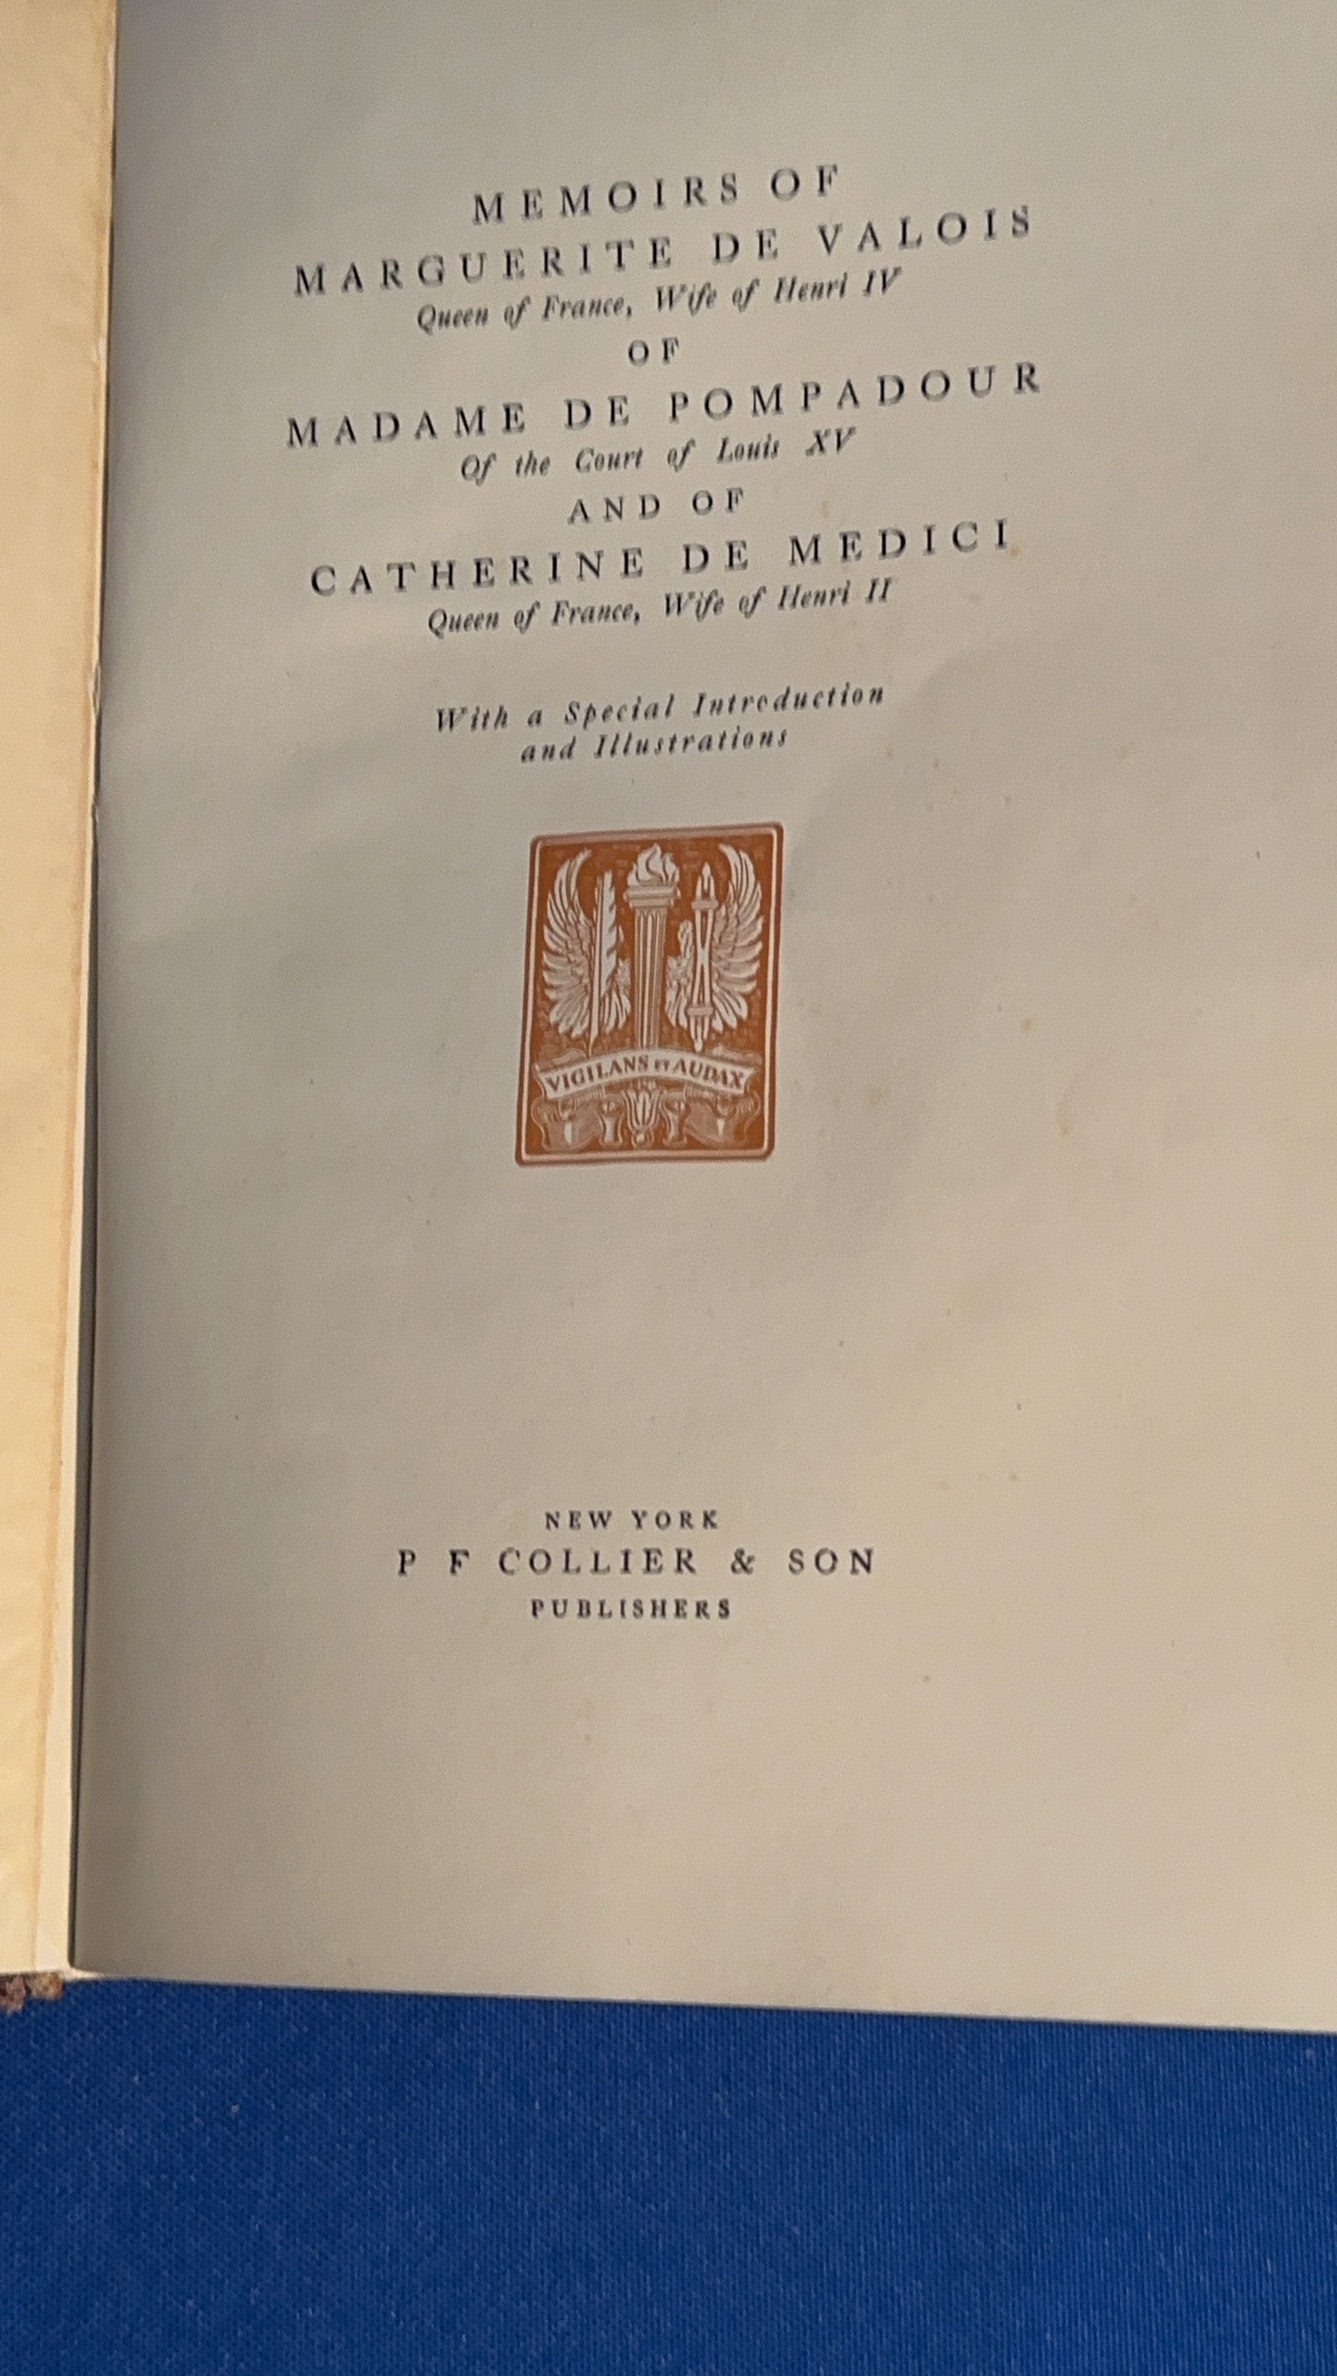 MEMOIRS OF
MARGUERITE DE VALOIS
Queen of France, Wife of Henri IV
OF
MADAME DE POMPADOUR
Of the Court of Louis XV
AND OF
CATHERINE DE MEDICI
Queen of France, Wife of Henri II
With a Special Introduction
and Illustrations
VIGILANS ET AUDAX
NEW YORK
P F COLLIER & SON
PUBLISHERS